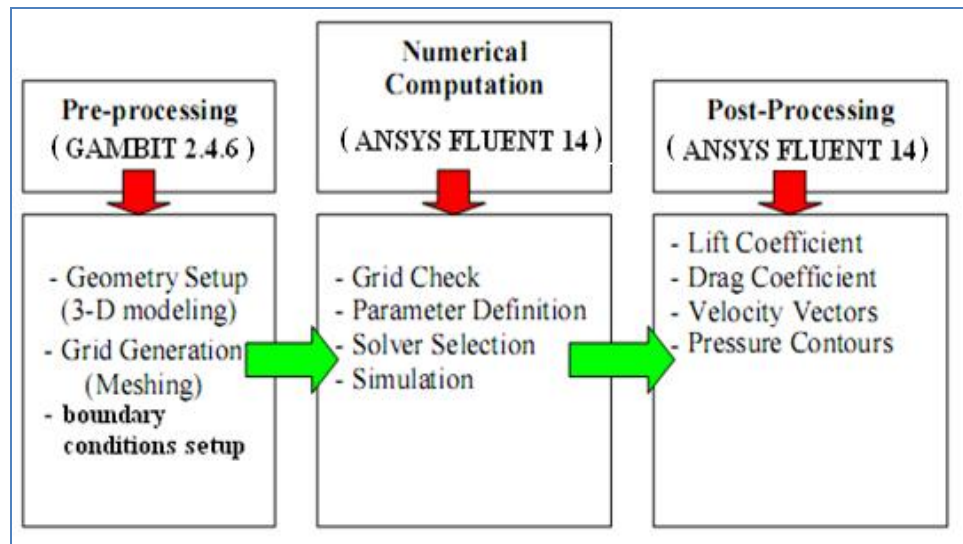 Pre-processing
( GAMBIT 2.4.6 )
Numerical
Computation
( ANSYS FLUENT 14 )
Post-Processing
( ANSYS FLUENT 14 )
- Geometry Setup
(3-D modeling)
- Grid Generation
(Meshing)
- boundary
conditions setup
- Grid Check
- Parameter Definition
- Solver Selection
- Simulation
- Lift Coefficient
- Drag Coefficient
- Velocity Vectors
- Pressure Contours